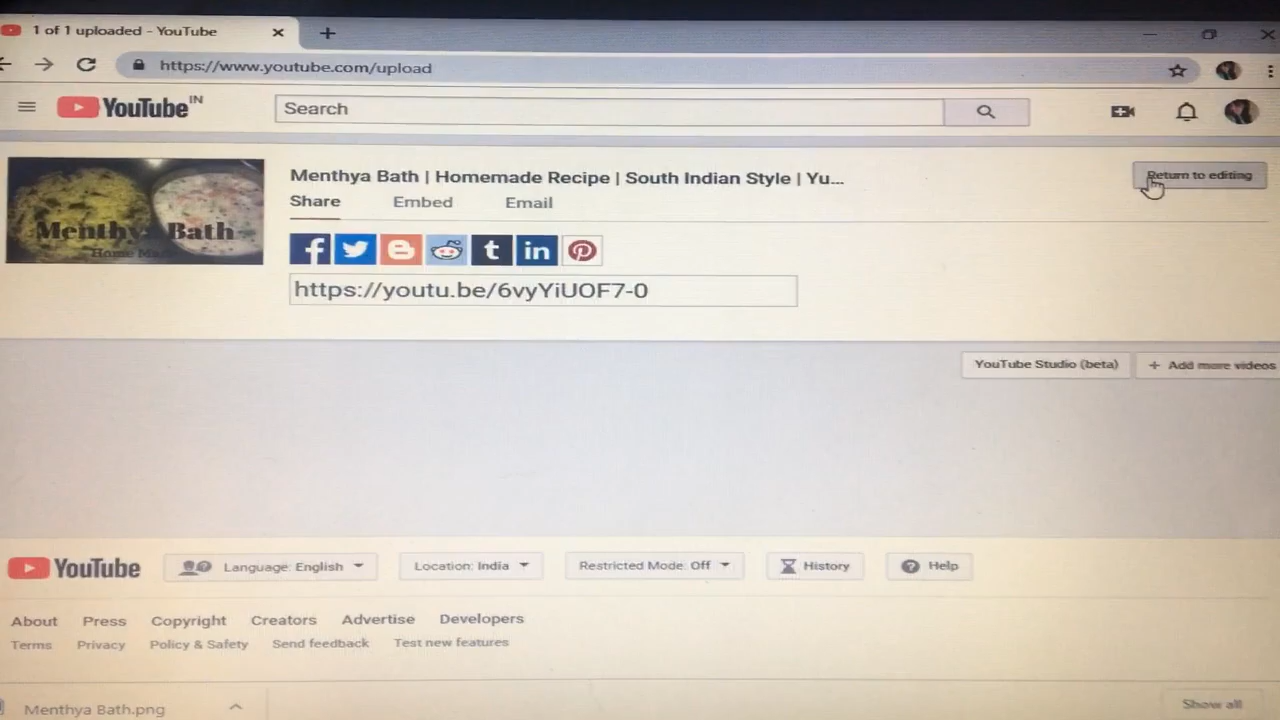 1 of 1 uploaded - YouTube
https://www.youtube.com/upload
YouTube IN
Search
Menthya Bath
Menthya Bath | Homemade Recipe | South Indian Style | Yu...
Return to editing
Share Embed Email
f t in
https://youtu.be/6vyYiUOF7-0
YouTube Studio (beta) + Add more videos
YouTube Language: English Location: India Restricted Mode: Off History Help
About Press Copyright Creators Advertise Developers
Terms Privacy Policy & Safety Send feedback Test new features
Menthya Bath.png Show all